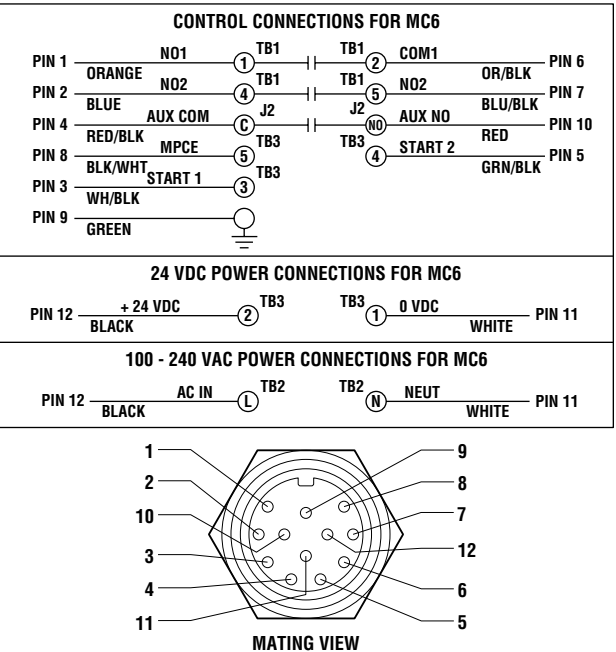 CONTROL CONNECTIONS FOR MC6
PIN 1 NO1 ORANGE 1 TB1 TB1 2 COM1 OR/BLK PIN 6
PIN 2 NO2 BLUE 4 TB1 TB1 5 NO2 BLU/BLK PIN 7
PIN 4 AUX COM RED/BLK C J2 J2 NO AUX NO RED PIN 10
PIN 8 MPCE BLK/WHT 5 TB3 TB3 4 START 2 GRN/BLK PIN 5
PIN 3 START 1 WH/BLK 3 TB3
PIN 9 GREEN
24 VDC POWER CONNECTIONS FOR MC6
PIN 12 + 24 VDC BLACK 2 TB3 TB3 1 0 VDC WHITE PIN 11
100 - 240 VAC POWER CONNECTIONS FOR MC6
PIN 12 AC IN BLACK L TB2 TB2 N NEUT WHITE PIN 11
1 9
2 8
10 7
3 12
4 6
11 5
MATING VIEW